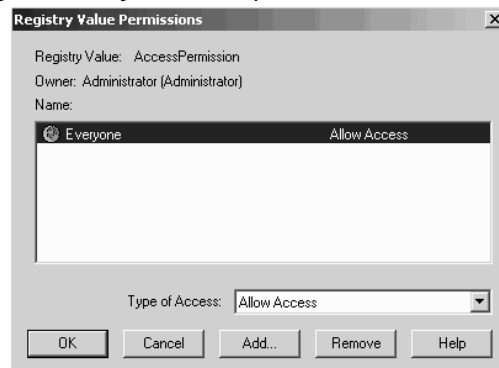 Registry Value Permissions
Registry Value: AccessPermission
Owner: Administrator (Administrator)
Name:
Everyone Allow Access
Type of Access: Allow Access
OK Cancel Add... Remove Help